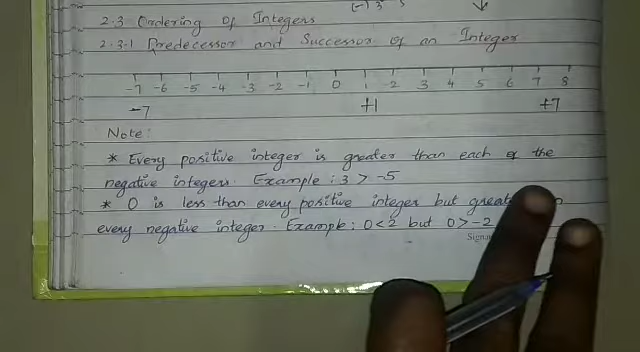 2.3 Ordering of Integers
2.3.1 Predecessor and Successor of an Integer
-7 -6 -5 -4 -3 -2 -1 0 1 2 3 4 5 6 7 8
-7 +1 +7
Note:
* Every positive integer is greater than each of the
negative integers. Example : 3 > -5
* 0 is less than every positive integer but
every negative integer. Example : 0 < 2 but 0 > -2